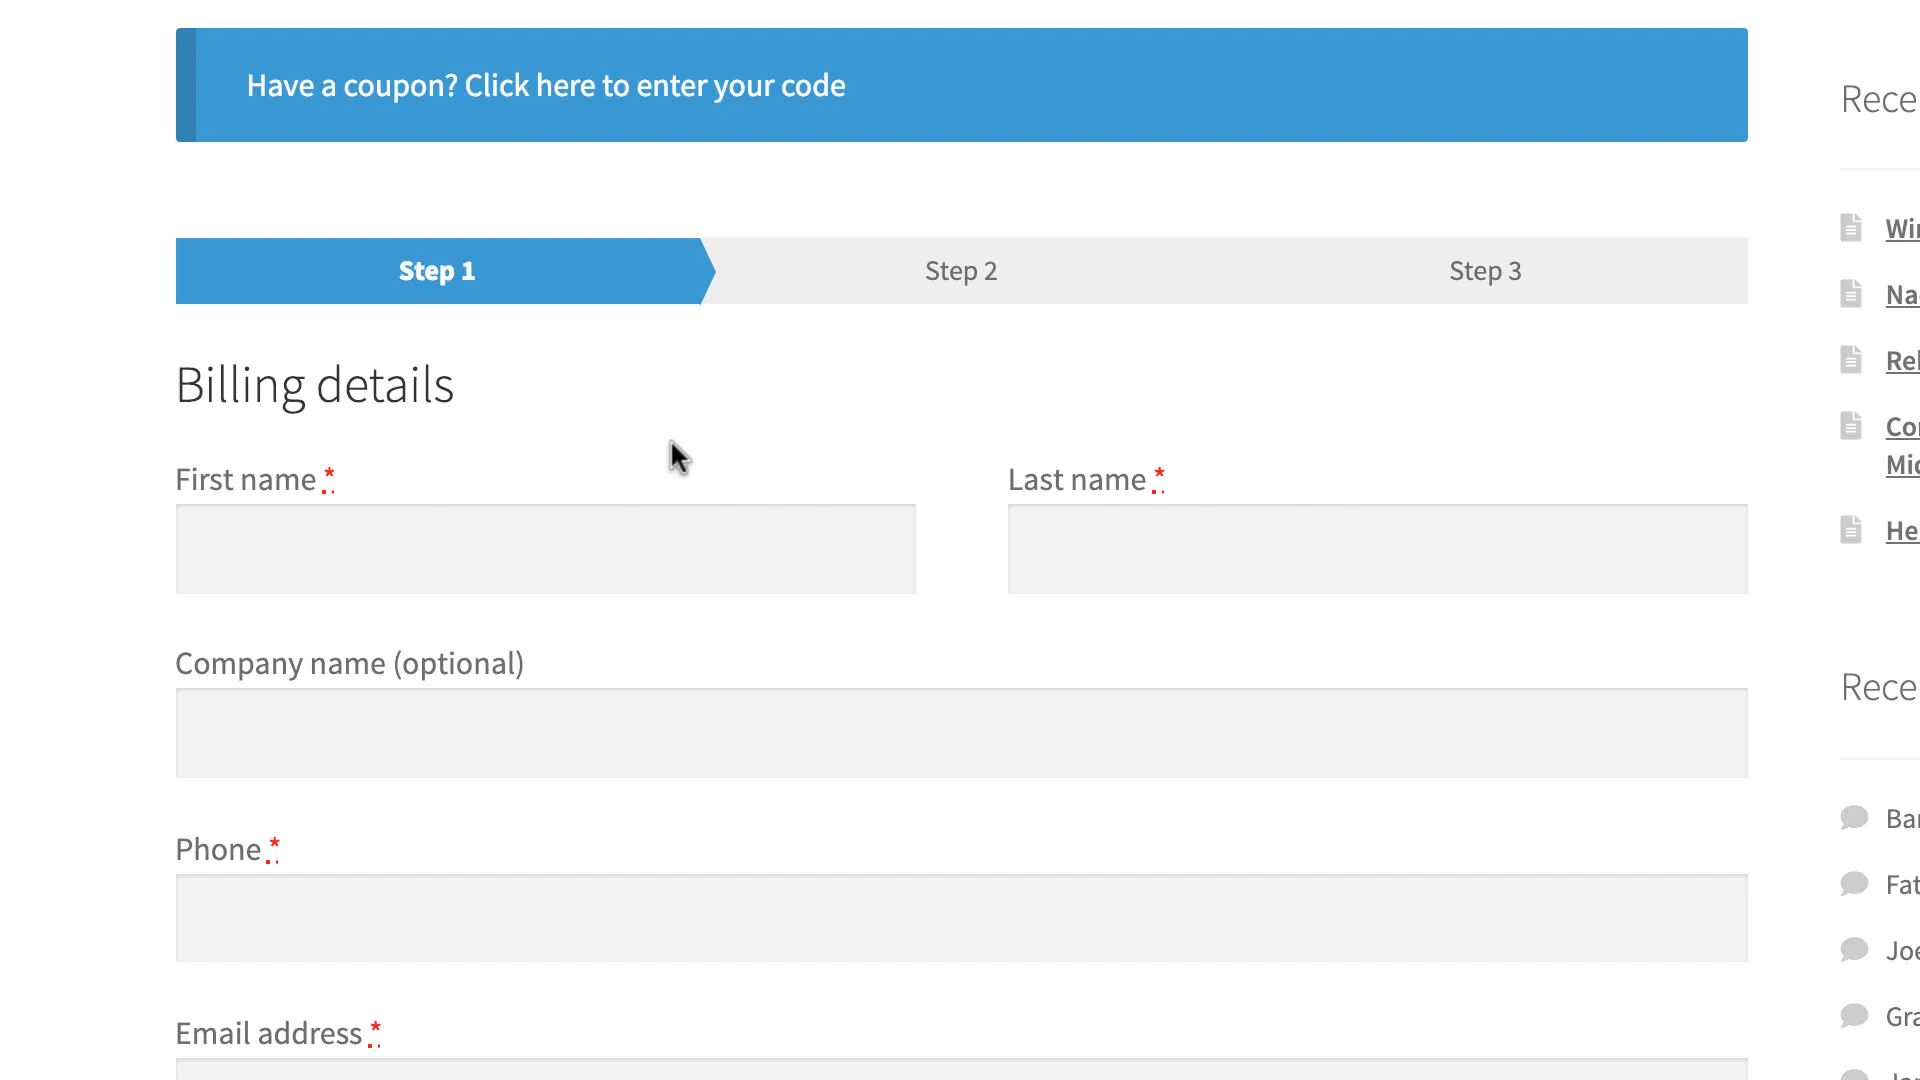 Have a coupon? Click here to enter your code
Step 1
Step 2
Step 3
Billing details
First name *
Last name *
Company name (optional)
Phone *
Email address *